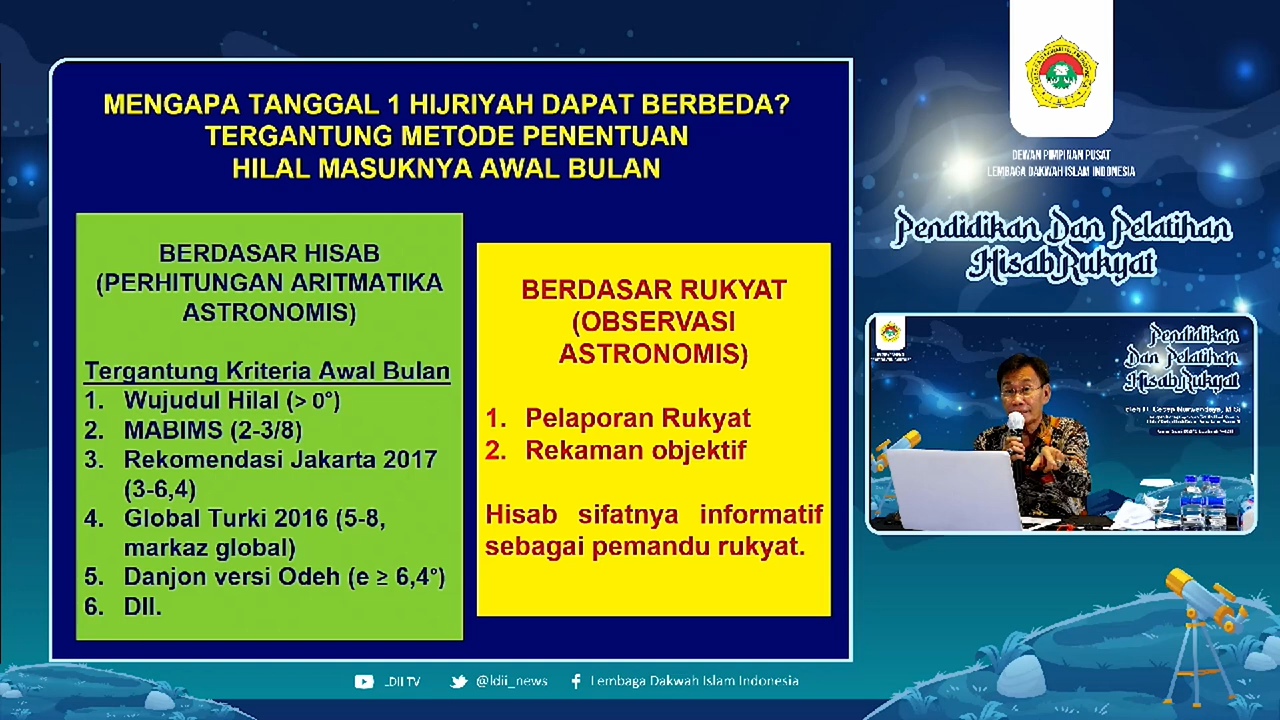 MENGAPA TANGGAL 1 HIJRIYAH DAPAT BERBEDA?
TERGANTUNG METODE PENENTUAN
HILAL MASUKNYA AWAL BULAN
BERDASAR HISAB
(PERHITUNGAN ARITMATIKA
ASTRONOMIS)
Tergantung Kriteria Awal Bulan
1. Wujudul Hilal (> 0°)
2. MABIMS (2-3/8)
3. Rekomendasi Jakarta 2017
(3-6,4)
4. Global Turki 2016 (5-8,
markaz global)
5. Danjon versi Odeh (e ≥ 6,4°)
6. Dll.
BERDASAR RUKYAT
(OBSERVASI
ASTRONOMIS)
1. Pelaporan Rukyat
2. Rekaman objektif
Hisab sifatnya informatif
sebagai pemandu rukyat.
DEWAN PIMPINAN PUSAT
LEMBAGA DAKWAH ISLAM INDONESIA
Pendidikan Dan Pelatihan
Hisab Rukyat
Pendidikan
Dan Pelatihan
Hisab Rukyat
LDII TV
@ldii_news
Lembaga Dakwah Islam Indonesia